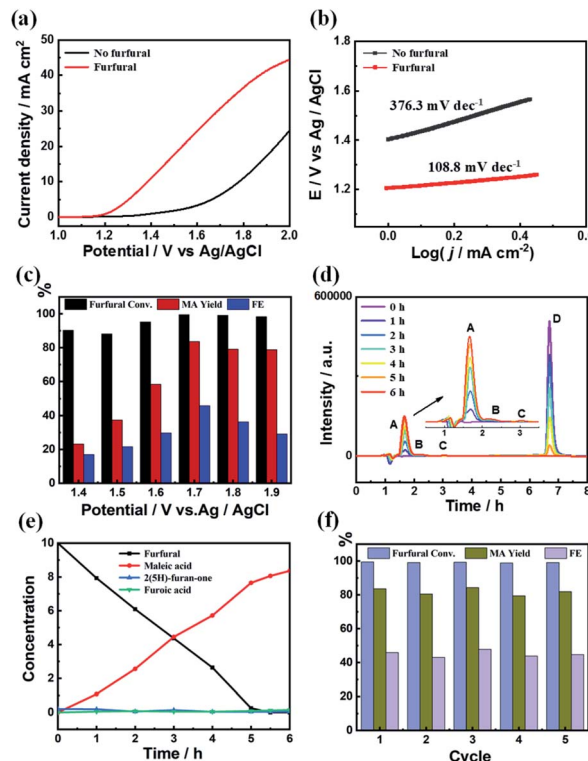 (a)
No furfural
Furfural
Current density / mA cm⁻²
50
40
30
20
10
0
1.0 1.2 1.4 1.6 1.8 2.0
Potential / V vs Ag/AgCl
(b)
No furfural
Furfural
E / V vs Ag / AgCl
1.8
1.6
1.4
1.2
376.3 mV dec⁻¹
108.8 mV dec⁻¹
0.0 0.2 0.4 0.6
Log( j / mA cm⁻²)
(c)
%
Furfural Conv. MA Yield FE
100
80
60
40
20
0
1.4 1.5 1.6 1.7 1.8 1.9
Potential / V vs.Ag / AgCl
(d)
Intensity / a.u.
600000
0
0 h
1 h
2 h
3 h
4 h
5 h
6 h
A
B
C
D
A
B
C
1 2 3
0 1 2 3 4 5 6 7 8
Time / h
(e)
Furfural
Maleic acid
2(5H)-furan-one
Furoic acid
Concentration
10
8
6
4
2
0
0 1 2 3 4 5 6
Time / h
(f)
%
Furfural Conv. MA Yield FE
100
80
60
40
20
0
1 2 3 4 5
Cycle